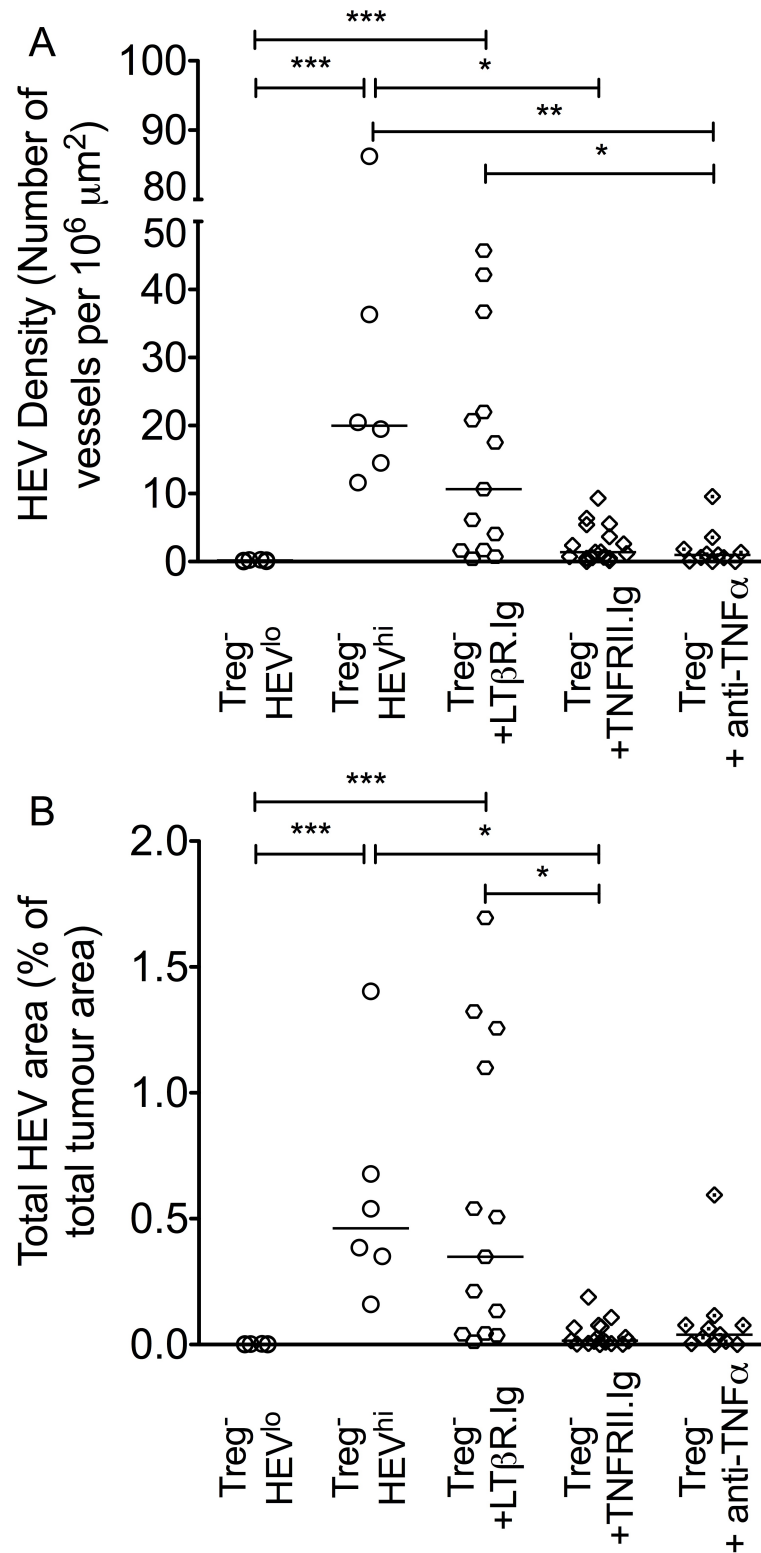 A
***
***
*
**
*
HEV Density (Number of
vessels per 10⁶ μm²)
100
90
80
50
40
30
20
10
0
Treg⁻
HEVˡᵒ
Treg⁻
HEVʰⁱ
Treg⁻
+LTβR.Ig
Treg⁻
+TNFRII.Ig
Treg⁻
+ anti-TNFα
B
***
***
*
*
Total HEV area (% of
total tumour area)
2.0
1.5
1.0
0.5
0.0
Treg⁻
HEVˡᵒ
Treg⁻
HEVʰⁱ
Treg⁻
+LTβR.Ig
Treg⁻
+TNFRII.Ig
Treg⁻
+ anti-TNFα